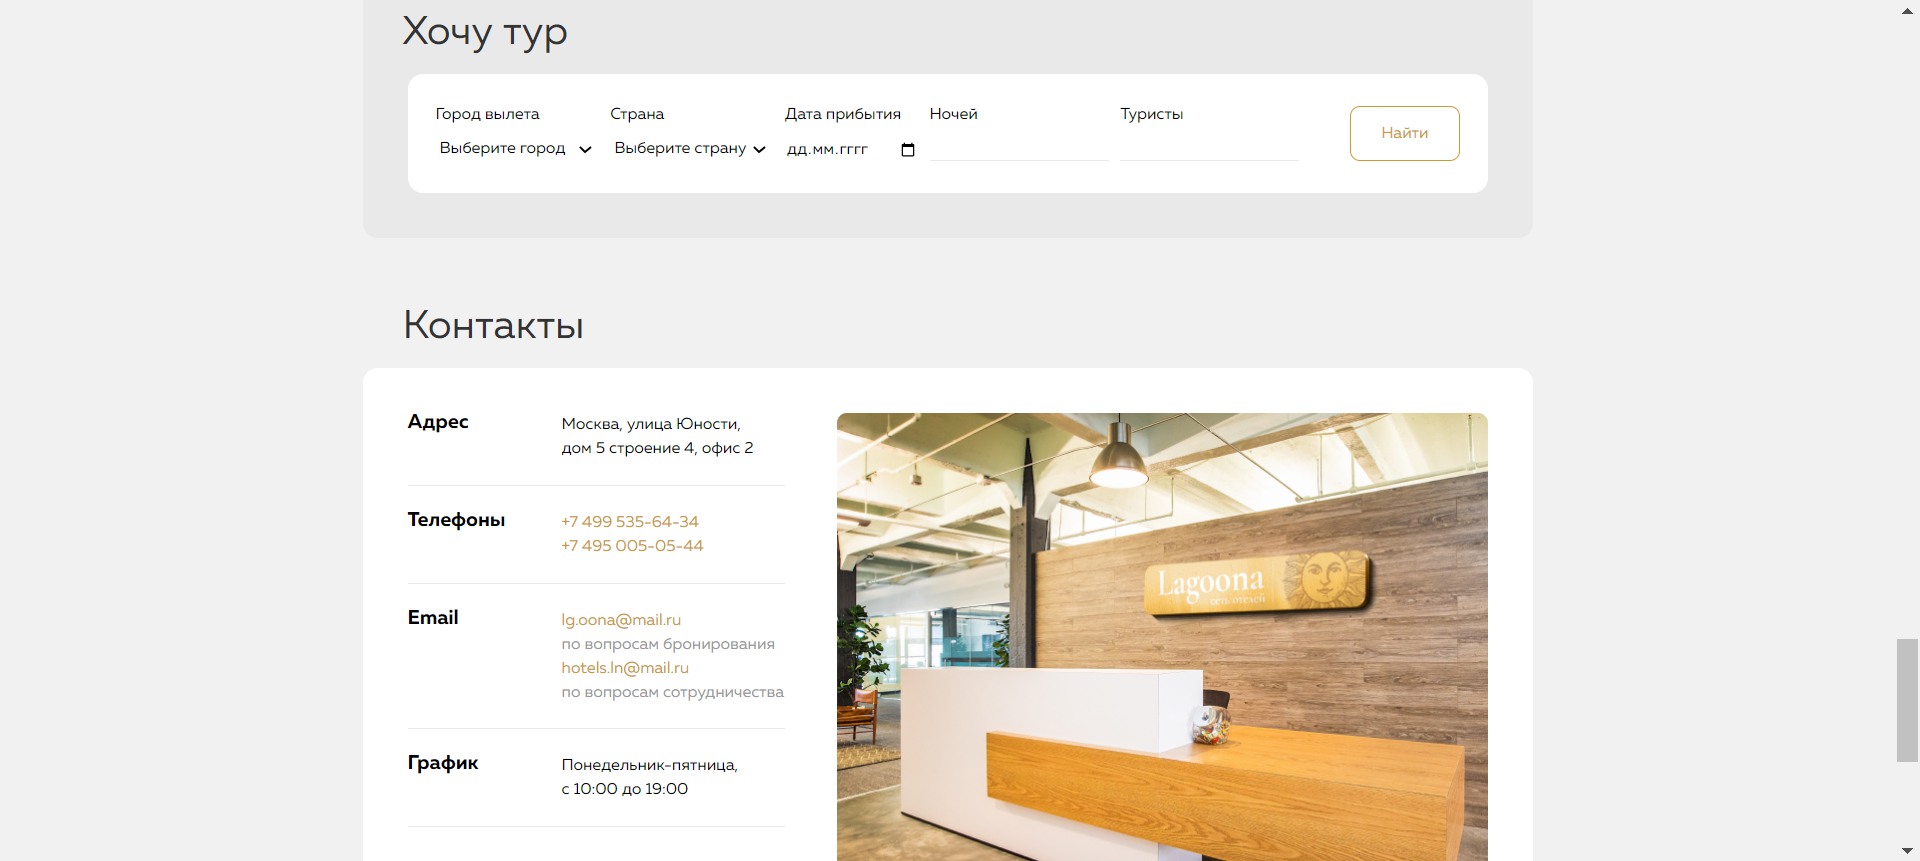 Хочу тур
Город вылета
Страна
Дата прибытия
Ночей
Туристы
Выберите город
Выберите страну
дд.мм.гггг
Найти
Контакты
Адрес
Москва, улица Юности,
дом 5 строение 4, офис 2
Телефоны
+7 499 535-64-34
+7 495 005-05-44
Email
lg.oona@mail.ru
по вопросам бронирования
hotels.ln@mail.ru
по вопросам сотрудничества
График
Понедельник-пятница,
с 10:00 до 19:00
Lagoona
сеть отелей